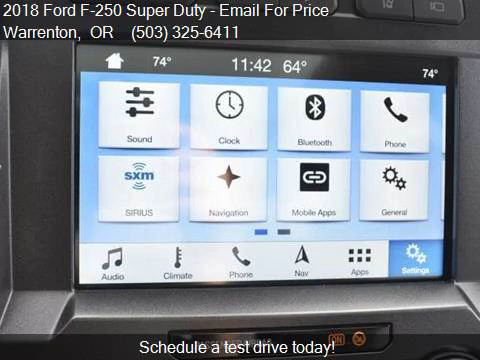 2018 Ford F-250 Super Duty - Email For Price
Warrenton, OR (503) 325-6411
74° 11:42 64° 74°
Sound Clock Bluetooth Phone
sxm
SIRIUS Navigation Mobile Apps General
Audio Climate Phone Nav Apps Settings
ON
Schedule a test drive today!